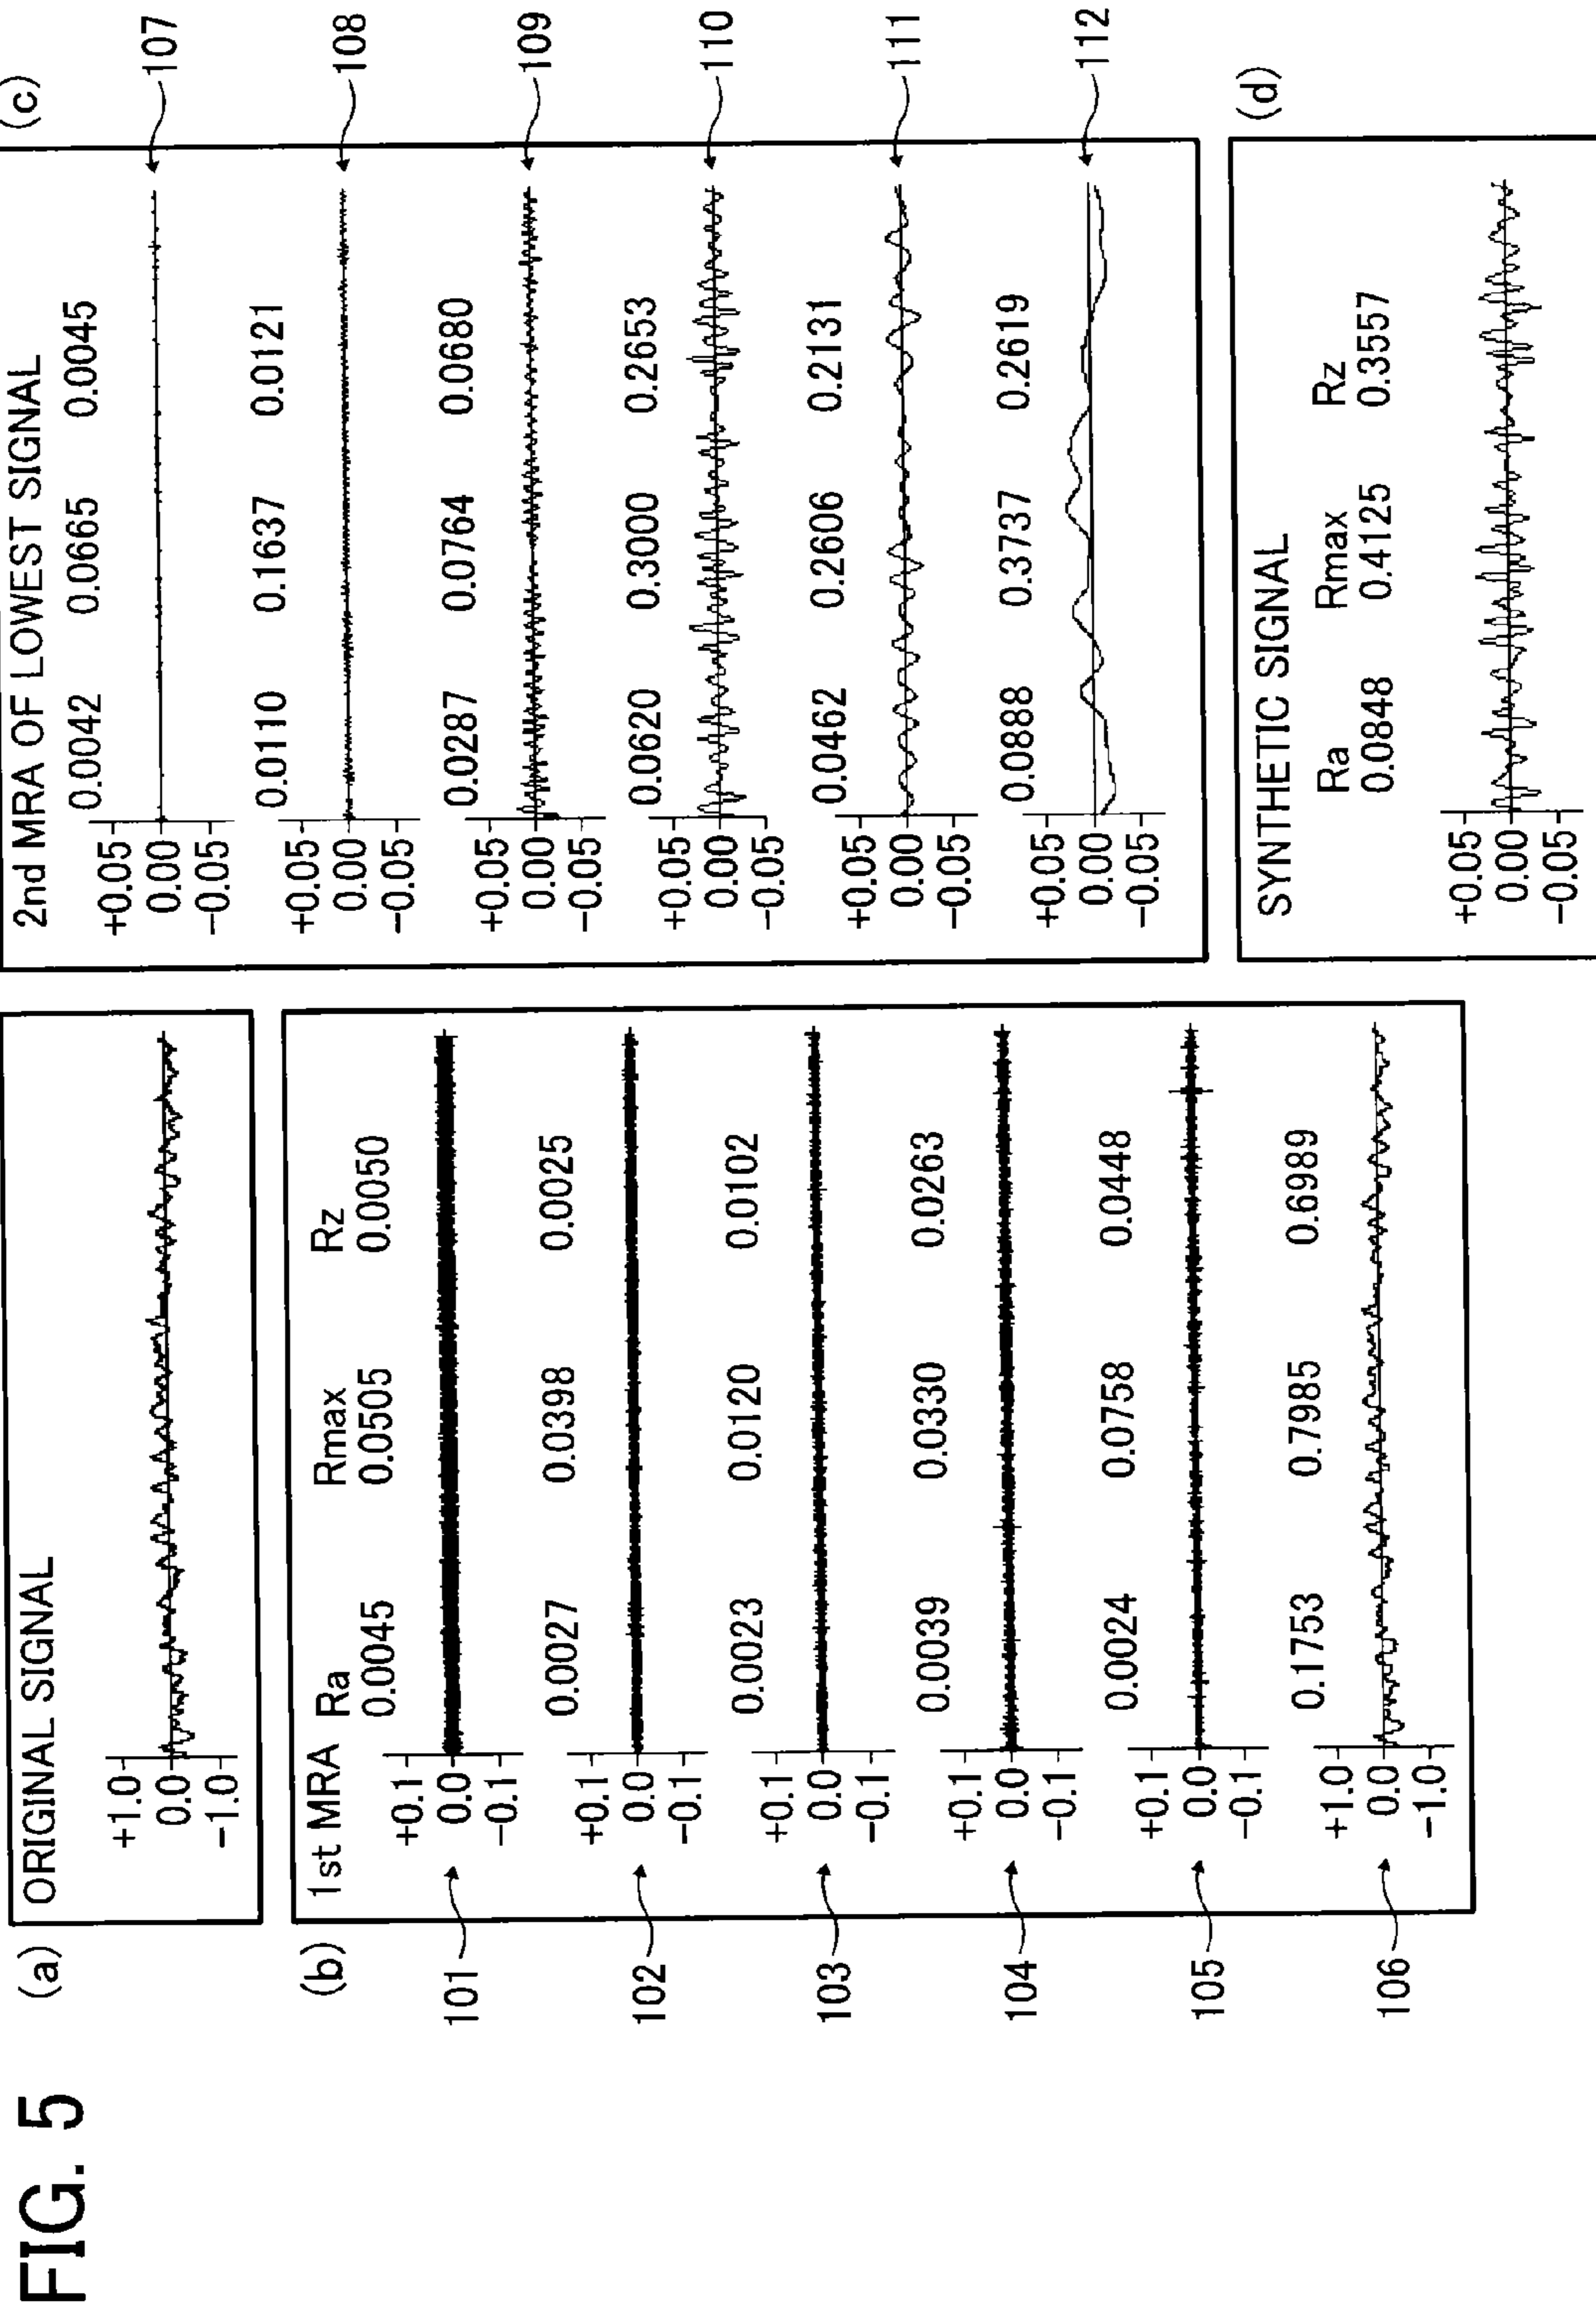 FIG. 5
(a)
ORIGINAL SIGNAL
+1.0
0.0
−1.0
(b)
1st MRA Ra Rmax Rz
0.0045 0.0505 0.0050
+0.1
0.0
−0.1
101
0.0027 0.0398 0.0025
+0.1
0.0
−0.1
102
0.0023 0.0120 0.0102
+0.1
0.0
−0.1
103
0.0039 0.0330 0.0263
+0.1
0.0
−0.1
104
0.0024 0.0758 0.0448
+0.1
0.0
−0.1
105
0.1753 0.7985 0.6989
+1.0
0.0
−1.0
106
(c)
2nd MRA OF LOWEST SIGNAL
0.0042 0.0665 0.0045
+0.05
0.00
−0.05
107
0.0110 0.1637 0.0121
+0.05
0.00
−0.05
108
0.0287 0.0764 0.0680
+0.05
0.00
−0.05
109
0.0620 0.3000 0.2653
+0.05
0.00
−0.05
110
0.0462 0.2606 0.2131
+0.05
0.00
−0.05
111
0.0888 0.3737 0.2619
+0.05
0.00
−0.05
112
(d)
SYNTHETIC SIGNAL
Ra Rmax Rz
0.0848 0.4125 0.3557
+0.05
0.00
−0.05